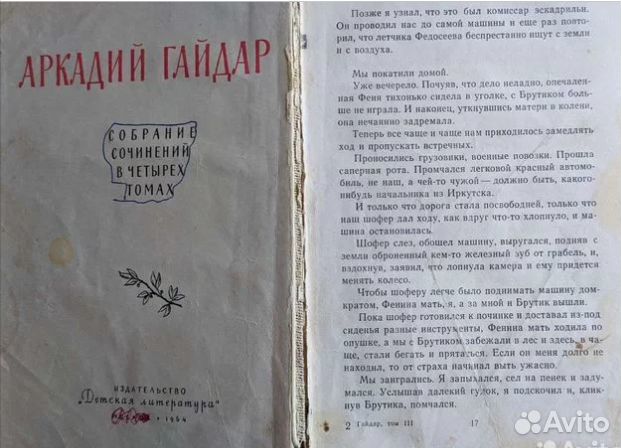 АРКАДИЙ ГАЙДАР
СОБРАНИЕ
СОЧИНЕНИЙ
В ЧЕТЫРЕХ
ТОМАХ
ИЗДАТЕЛЬСТВО
„Детская литература"
1964
Позже я узнал, что это был комиссар эскадрильи.
Он проводил нас до самой машины и еще раз повто-
рил, что летчика Федосеева беспрестанно ищут с земли
и с воздуха.
Мы покатили домой.
Уже вечерело. Почуяв, что дело неладно, опечален-
ная Феня тихонько сидела в уголке, с Брутиком боль-
ше не играла. И наконец, уткнувшись матери в колени,
она нечаянно задремала.
Теперь все чаще и чаще нам приходилось замедлять
ход и пропускать встречных.
Проносились грузовики, военные повозки. Прошла
саперная рота. Промчался легковой красный автомо-
биль, не наш, а чей-то чужой — должно быть, какого-
нибудь начальника из Иркутска.
И только что дорога стала посвободней, только что
наш шофер дал ходу, как вдруг что-то хлопнуло, и ма-
шина остановилась.
Шофер слез, обошел машину, выругался, поднял с
земли оброненный кем-то железный зуб от грабель, и,
вздохнув, заявил, что лопнула камера и ему придется
менять колесо.
Чтобы шоферу легче было поднимать машину дом-
кратом, Фенина мать, я, а за мной и Брутик вышли.
Пока шофер готовился к починке и доставал из-под
сиденья разные инструменты, Фенина мать ходила по
опушке, а мы с Брутиком забежали в лес и здесь, в ча-
ще, стали бегать и прятаться. Если он меня долго не
находил, то от страха начинал выть ужасно.
Мы заигрались. Я запыхался, сел на пенек и заду-
мался. Услышав далекий гудок, я подскочил и, клик-
нув Брутика, помчался.
2 Гайдар, том III
17
Avito